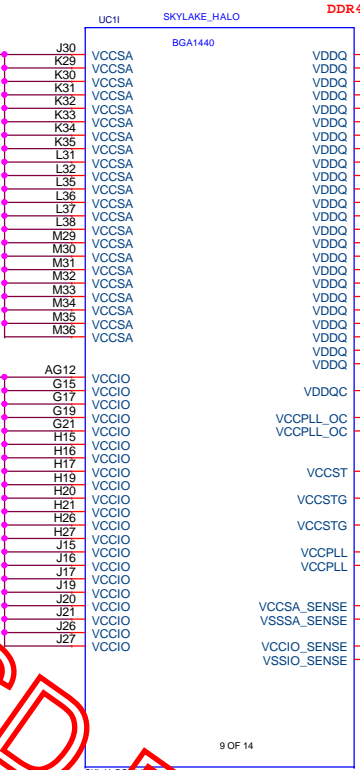 DDR4
UC1I SKYLAKE_HALO
BGA1440
J30 VCCSA VDDQ
K29 VCCSA VDDQ
K30 VCCSA VDDQ
K31 VCCSA VDDQ
K32 VCCSA VDDQ
K33 VCCSA VDDQ
K34 VCCSA VDDQ
K35 VCCSA VDDQ
L31 VCCSA VDDQ
L32 VCCSA VDDQ
L35 VCCSA VDDQ
L36 VCCSA VDDQ
L37 VCCSA VDDQ
L38 VCCSA VDDQ
M29 VCCSA VDDQ
M30 VCCSA VDDQ
M31 VCCSA VDDQ
M32 VCCSA VDDQ
M33 VCCSA VDDQ
M34 VCCSA VDDQ
M35 VCCSA VDDQ
M36 VCCSA VDDQ
VDDQ
VDDQ
AG12 VCCIO
G15 VCCIO VDDQC
G17 VCCIO
G19 VCCIO VCCPLL_OC
G21 VCCIO VCCPLL_OC
H15 VCCIO
H16 VCCIO
H17 VCCIO VCCST
H19 VCCIO
H20 VCCIO VCCSTG
H21 VCCIO
H26 VCCIO VCCSTG
H27 VCCIO
J15 VCCIO VCCPLL
J16 VCCIO VCCPLL
J17 VCCIO
J19 VCCIO
J20 VCCIO VCCSA_SENSE
J21 VCCIO VSSSA_SENSE
J26 VCCIO
J27 VCCIO VCCIO_SENSE
VSSIO_SENSE
9 OF 14